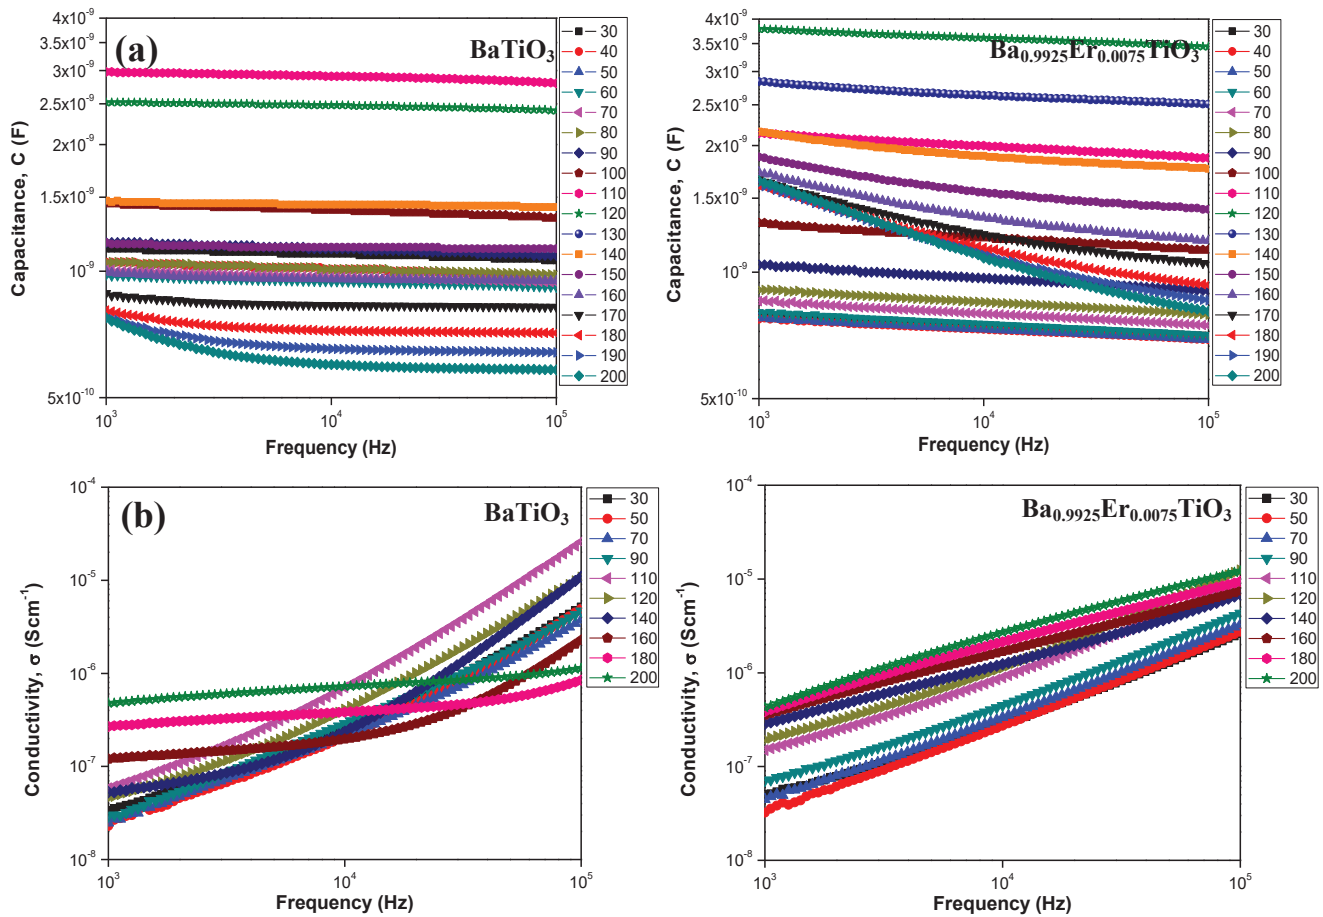 (a)
BaTiO3
Capacitance, C (F)
4x10-9
3.5x10-9
3x10-9
2.5x10-9
2x10-9
1.5x10-9
10-9
5x10-10
103
104
105
Frequency (Hz)
30
40
50
60
70
80
90
100
110
120
130
140
150
160
170
180
190
200
Ba0.9925Er0.0075TiO3
Capacitance, C (F)
4x10-9
3.5x10-9
3x10-9
2.5x10-9
2x10-9
1.5x10-9
10-9
5x10-10
103
104
105
Frequency (Hz)
30
40
50
60
70
80
90
100
110
120
130
140
150
160
170
180
190
200
(b)
BaTiO3
Conductivity, σ (Scm-1)
10-4
10-5
10-6
10-7
10-8
103
104
105
Frequency (Hz)
30
50
70
90
110
120
140
160
180
200
Ba0.9925Er0.0075TiO3
Conductivity, σ (Scm-1)
10-4
10-5
10-6
10-7
10-8
103
104
105
Frequency (Hz)
30
50
70
90
110
120
140
160
180
200